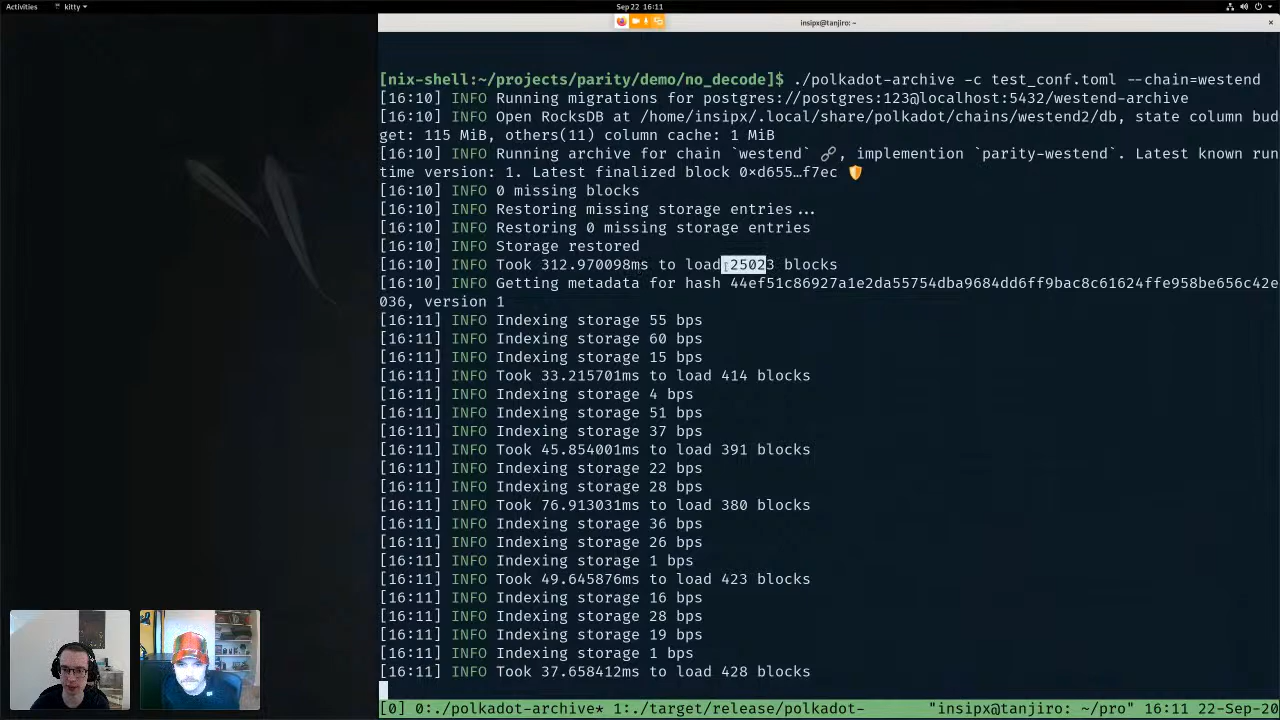 Activities kitty Sep 22 16:11
insipx@tanjiro: ~
[nix-shell:~/projects/parity/demo/no_decode]$ ./polkadot-archive -c test_conf.toml --chain=westend
[16:10] INFO Running migrations for postgres://postgres:123@localhost:5432/westend-archive
[16:10] INFO Open RocksDB at /home/insipx/.local/share/polkadot/chains/westend2/db, state column bud
get: 115 MiB, others(11) column cache: 1 MiB
[16:10] INFO Running archive for chain `westend` 🔗, implemention `parity-westend`. Latest known run
time version: 1. Latest finalized block 0×d655…f7ec 🛡
[16:10] INFO 0 missing blocks
[16:10] INFO Restoring missing storage entries...
[16:10] INFO Restoring 0 missing storage entries
[16:10] INFO Storage restored
[16:10] INFO Took 312.970098ms to load 25023 blocks
[16:10] INFO Getting metadata for hash 44ef51c86927a1e2da55754dba9684dd6ff9bac8c61624ffe958be656c42e
036, version 1
[16:11] INFO Indexing storage 55 bps
[16:11] INFO Indexing storage 60 bps
[16:11] INFO Indexing storage 15 bps
[16:11] INFO Took 33.215701ms to load 414 blocks
[16:11] INFO Indexing storage 4 bps
[16:11] INFO Indexing storage 51 bps
[16:11] INFO Indexing storage 37 bps
[16:11] INFO Took 45.854001ms to load 391 blocks
[16:11] INFO Indexing storage 22 bps
[16:11] INFO Indexing storage 28 bps
[16:11] INFO Took 76.913031ms to load 380 blocks
[16:11] INFO Indexing storage 36 bps
[16:11] INFO Indexing storage 26 bps
[16:11] INFO Indexing storage 1 bps
[16:11] INFO Took 49.645876ms to load 423 blocks
[16:11] INFO Indexing storage 16 bps
[16:11] INFO Indexing storage 28 bps
[16:11] INFO Indexing storage 19 bps
[16:11] INFO Indexing storage 1 bps
[16:11] INFO Took 37.658412ms to load 428 blocks
[0] 0:./polkadot-archive* 1:./target/release/polkadot- "insipx@tanjiro: ~/pro" 16:11 22-Sep-20